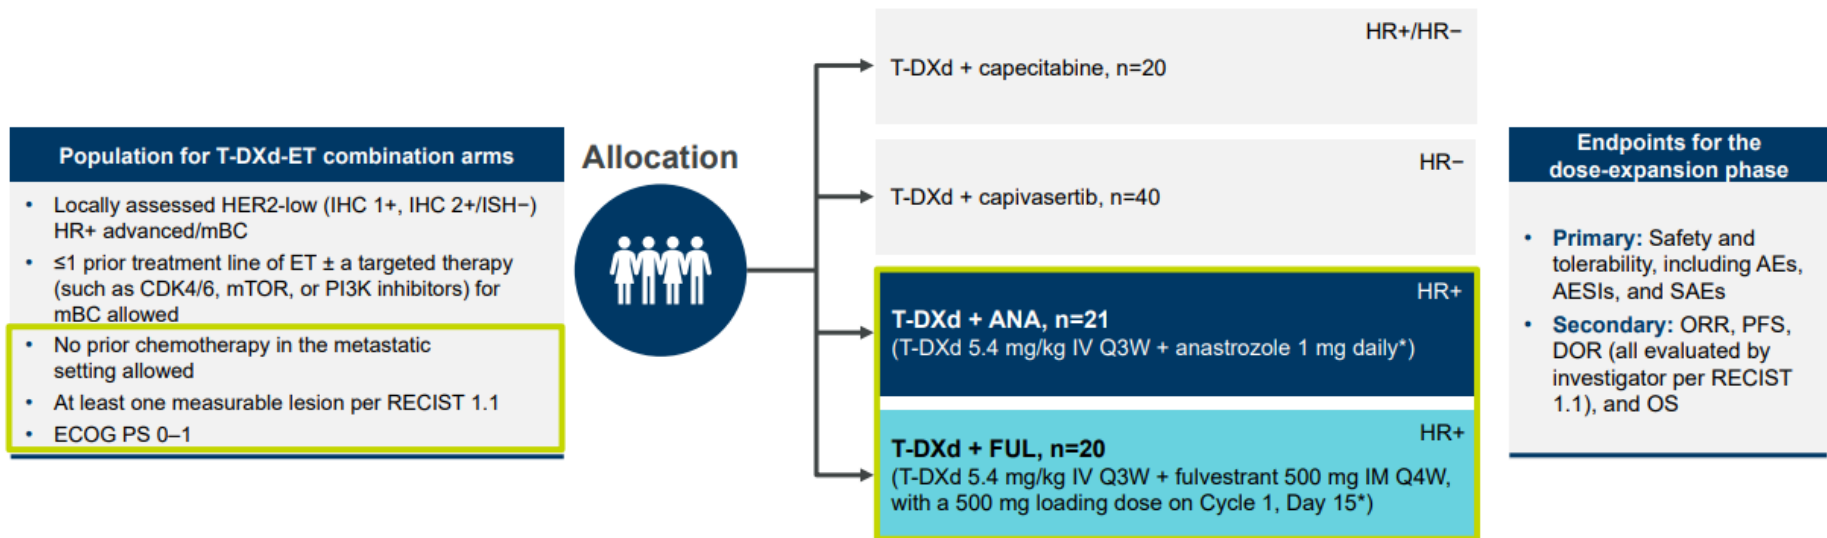 Population for T-DXd-ET combination arms
• Locally assessed HER2-low (IHC 1+, IHC 2+/ISH−)
HR+ advanced/mBC
• ≤1 prior treatment line of ET ± a targeted therapy
(such as CDK4/6, mTOR, or PI3K inhibitors) for
mBC allowed
• No prior chemotherapy in the metastatic
setting allowed
• At least one measurable lesion per RECIST 1.1
• ECOG PS 0–1
Allocation
HR+/HR−
T-DXd + capecitabine, n=20
HR−
T-DXd + capivasertib, n=40
HR+
T-DXd + ANA, n=21
(T-DXd 5.4 mg/kg IV Q3W + anastrozole 1 mg daily*)
HR+
T-DXd + FUL, n=20
(T-DXd 5.4 mg/kg IV Q3W + fulvestrant 500 mg IM Q4W,
with a 500 mg loading dose on Cycle 1, Day 15*)
Endpoints for the
dose-expansion phase
• Primary: Safety and
tolerability, including AEs,
AESIs, and SAEs
• Secondary: ORR, PFS,
DOR (all evaluated by
investigator per RECIST
1.1), and OS